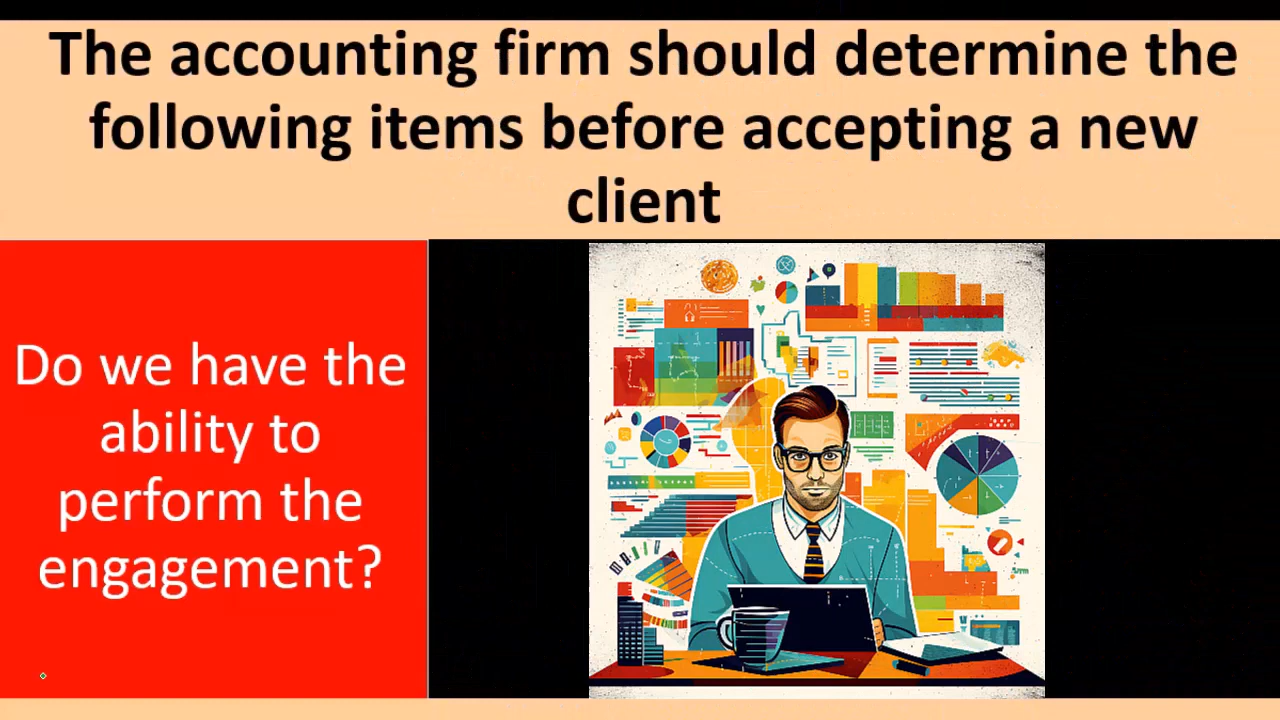 The accounting firm should determine the
following items before accepting a new
client
Do we have the
ability to
perform the
engagement?